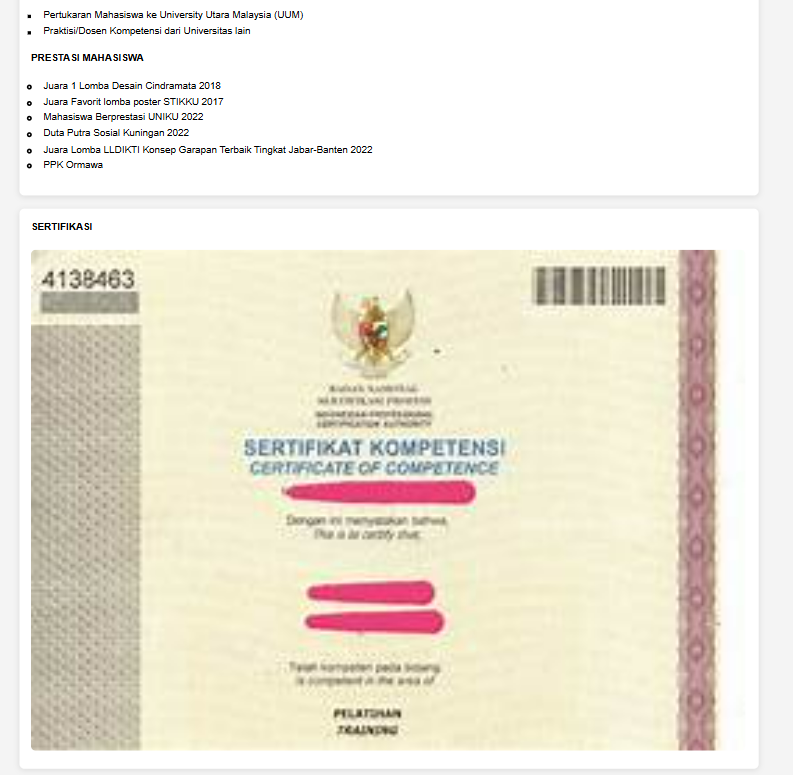 Pertukaran Mahasiswa ke University Utara Malaysia (UUM)
Praktisi/Dosen Kompetensi dari Universitas lain
PRESTASI MAHASISWA
Juara 1 Lomba Desain Cindramata 2018
Juara Favorit lomba poster STIKKU 2017
Mahasiswa Berprestasi UNIKU 2022
Duta Putra Sosial Kuningan 2022
Juara Lomba LLDIKTI Konsep Garapan Terbaik Tingkat Jabar-Banten 2022
PPK Ormawa
SERTIFIKASI
4138463
BADAN NASIONAL
SERTIFIKASI PROFESI
INDONESIAN PROFESSIONAL
CERTIFICATION AUTHORITY
SERTIFIKAT KOMPETENSI
CERTIFICATE OF COMPETENCE
Dengan ini menyatakan bahwa,
This is to certify that,
Telah kompeten pada bidang
is competent in the area of
PELATIHAN
TRAINING